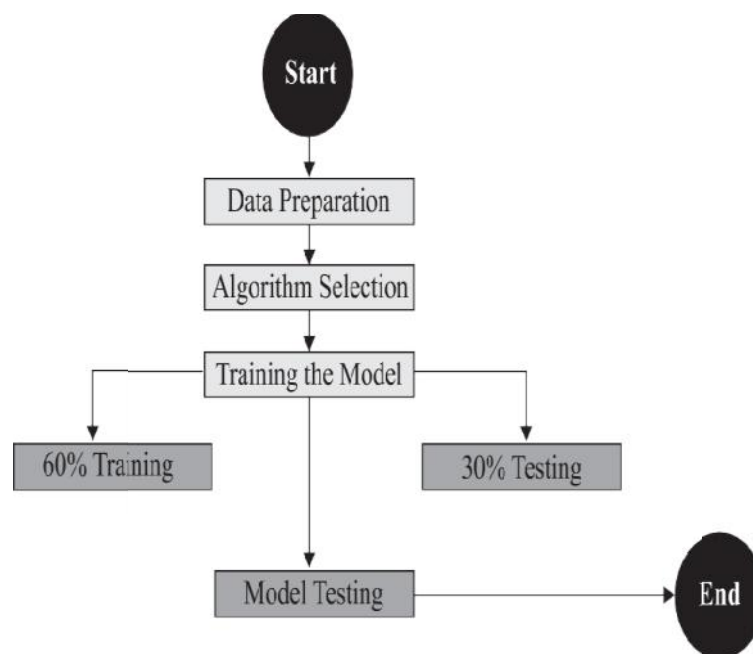 Start
Data Preparation
Algorithm Selection
Training the Model
60% Training
30% Testing
Model Testing
End